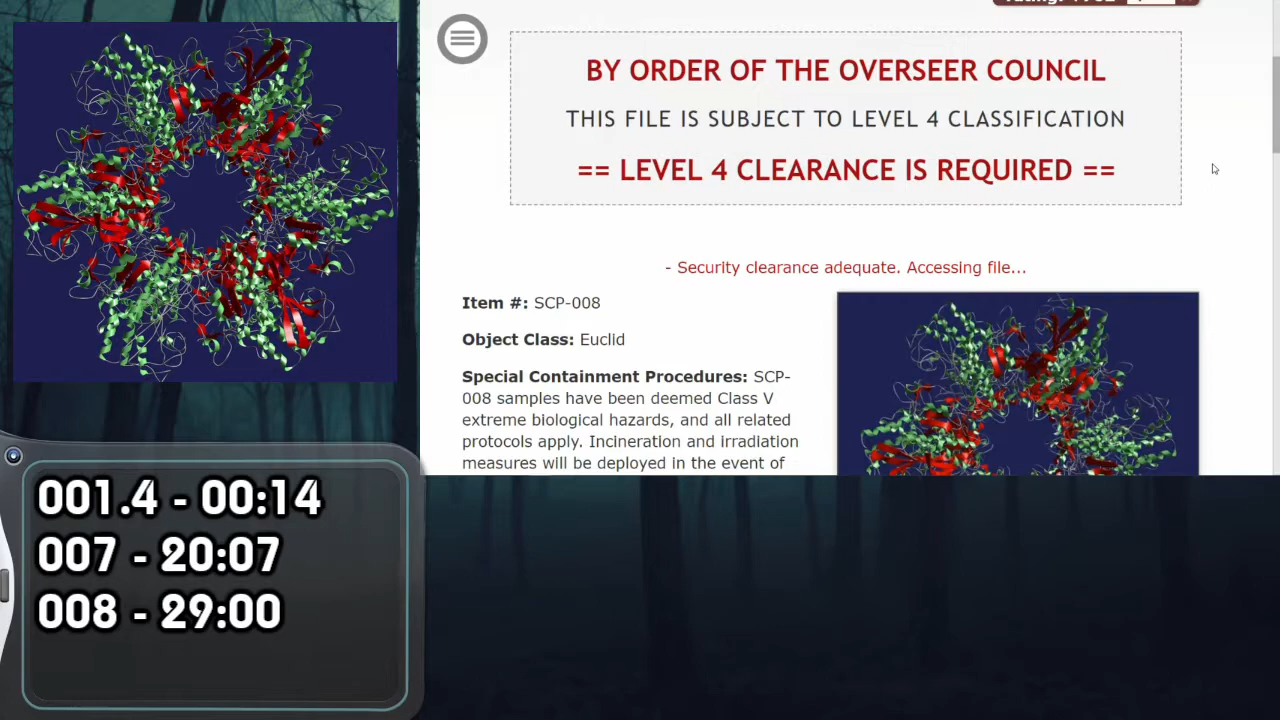 BY ORDER OF THE OVERSEER COUNCIL
THIS FILE IS SUBJECT TO LEVEL 4 CLASSIFICATION
== LEVEL 4 CLEARANCE IS REQUIRED ==
- Security clearance adequate. Accessing file...
Item #: SCP-008
Object Class: Euclid
Special Containment Procedures: SCP-
008 samples have been deemed Class V
extreme biological hazards, and all related
protocols apply. Incineration and irradiation
measures will be deployed in the event of
001.4 - 00:14
007 - 20:07
008 - 29:00